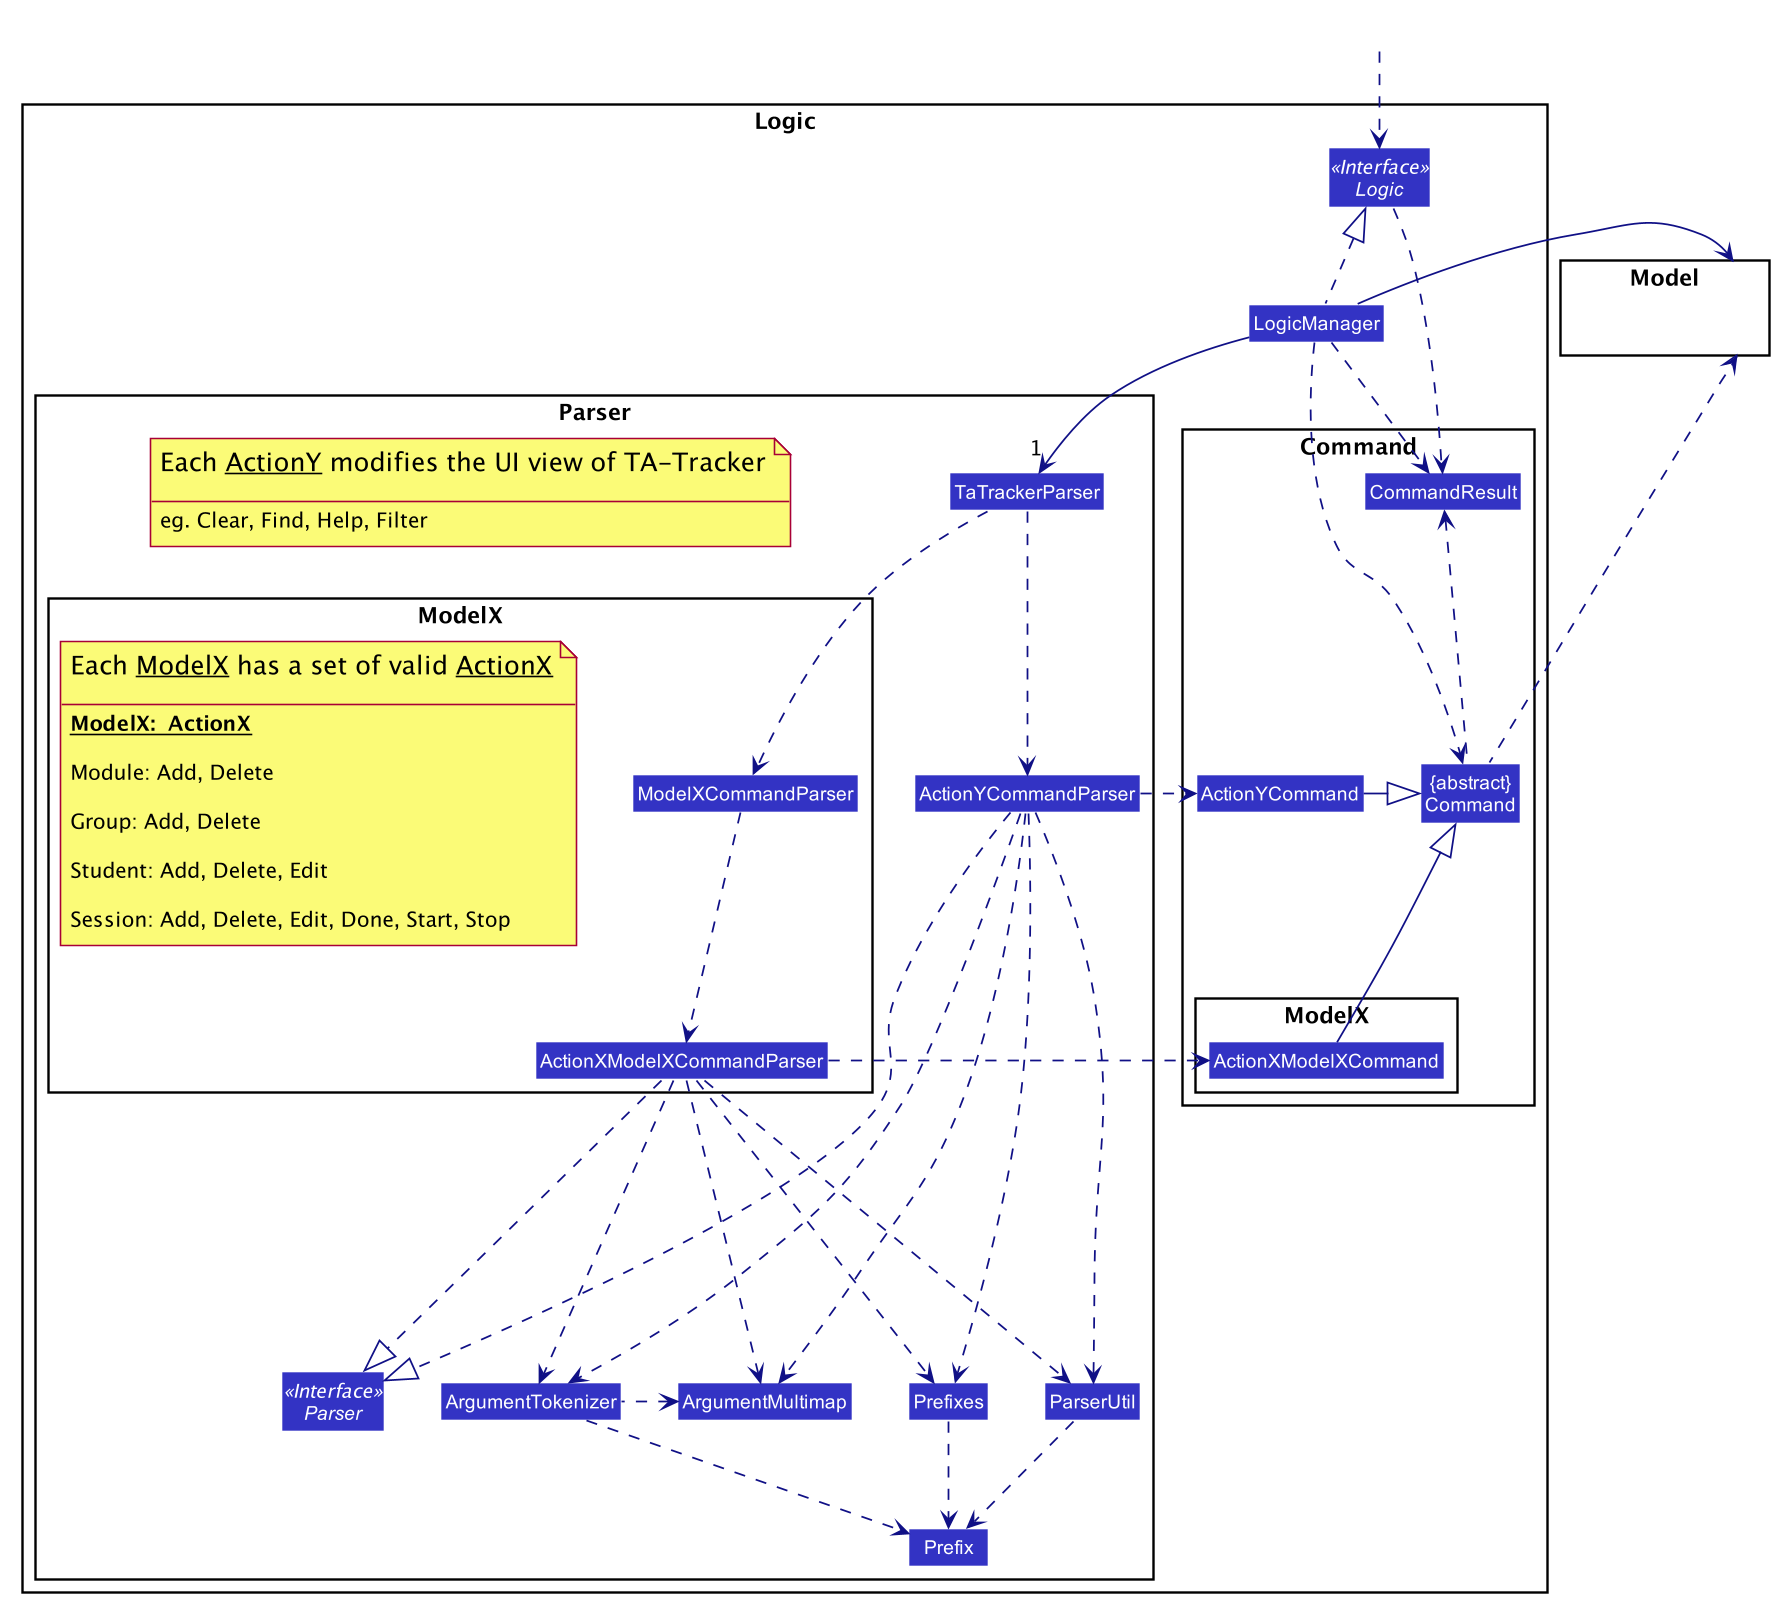 Logic
«Interface»
Logic
Model
LogicManager
Parser
Each ActionY modifies the UI view of TA-Tracker
eg. Clear, Find, Help, Filter
1
TaTrackerParser
Command
CommandResult
ModelX
Each ModelX has a set of valid ActionX
ModelX: ActionX
Module: Add, Delete
Group: Add, Delete
Student: Add, Delete, Edit
Session: Add, Delete, Edit, Done, Start, Stop
ModelXCommandParser
ActionYCommandParser
ActionYCommand
{abstract}
Command
ModelX
ActionXModelXCommandParser
ActionXModelXCommand
«Interface»
Parser
ArgumentTokenizer
ArgumentMultimap
Prefixes
ParserUtil
Prefix